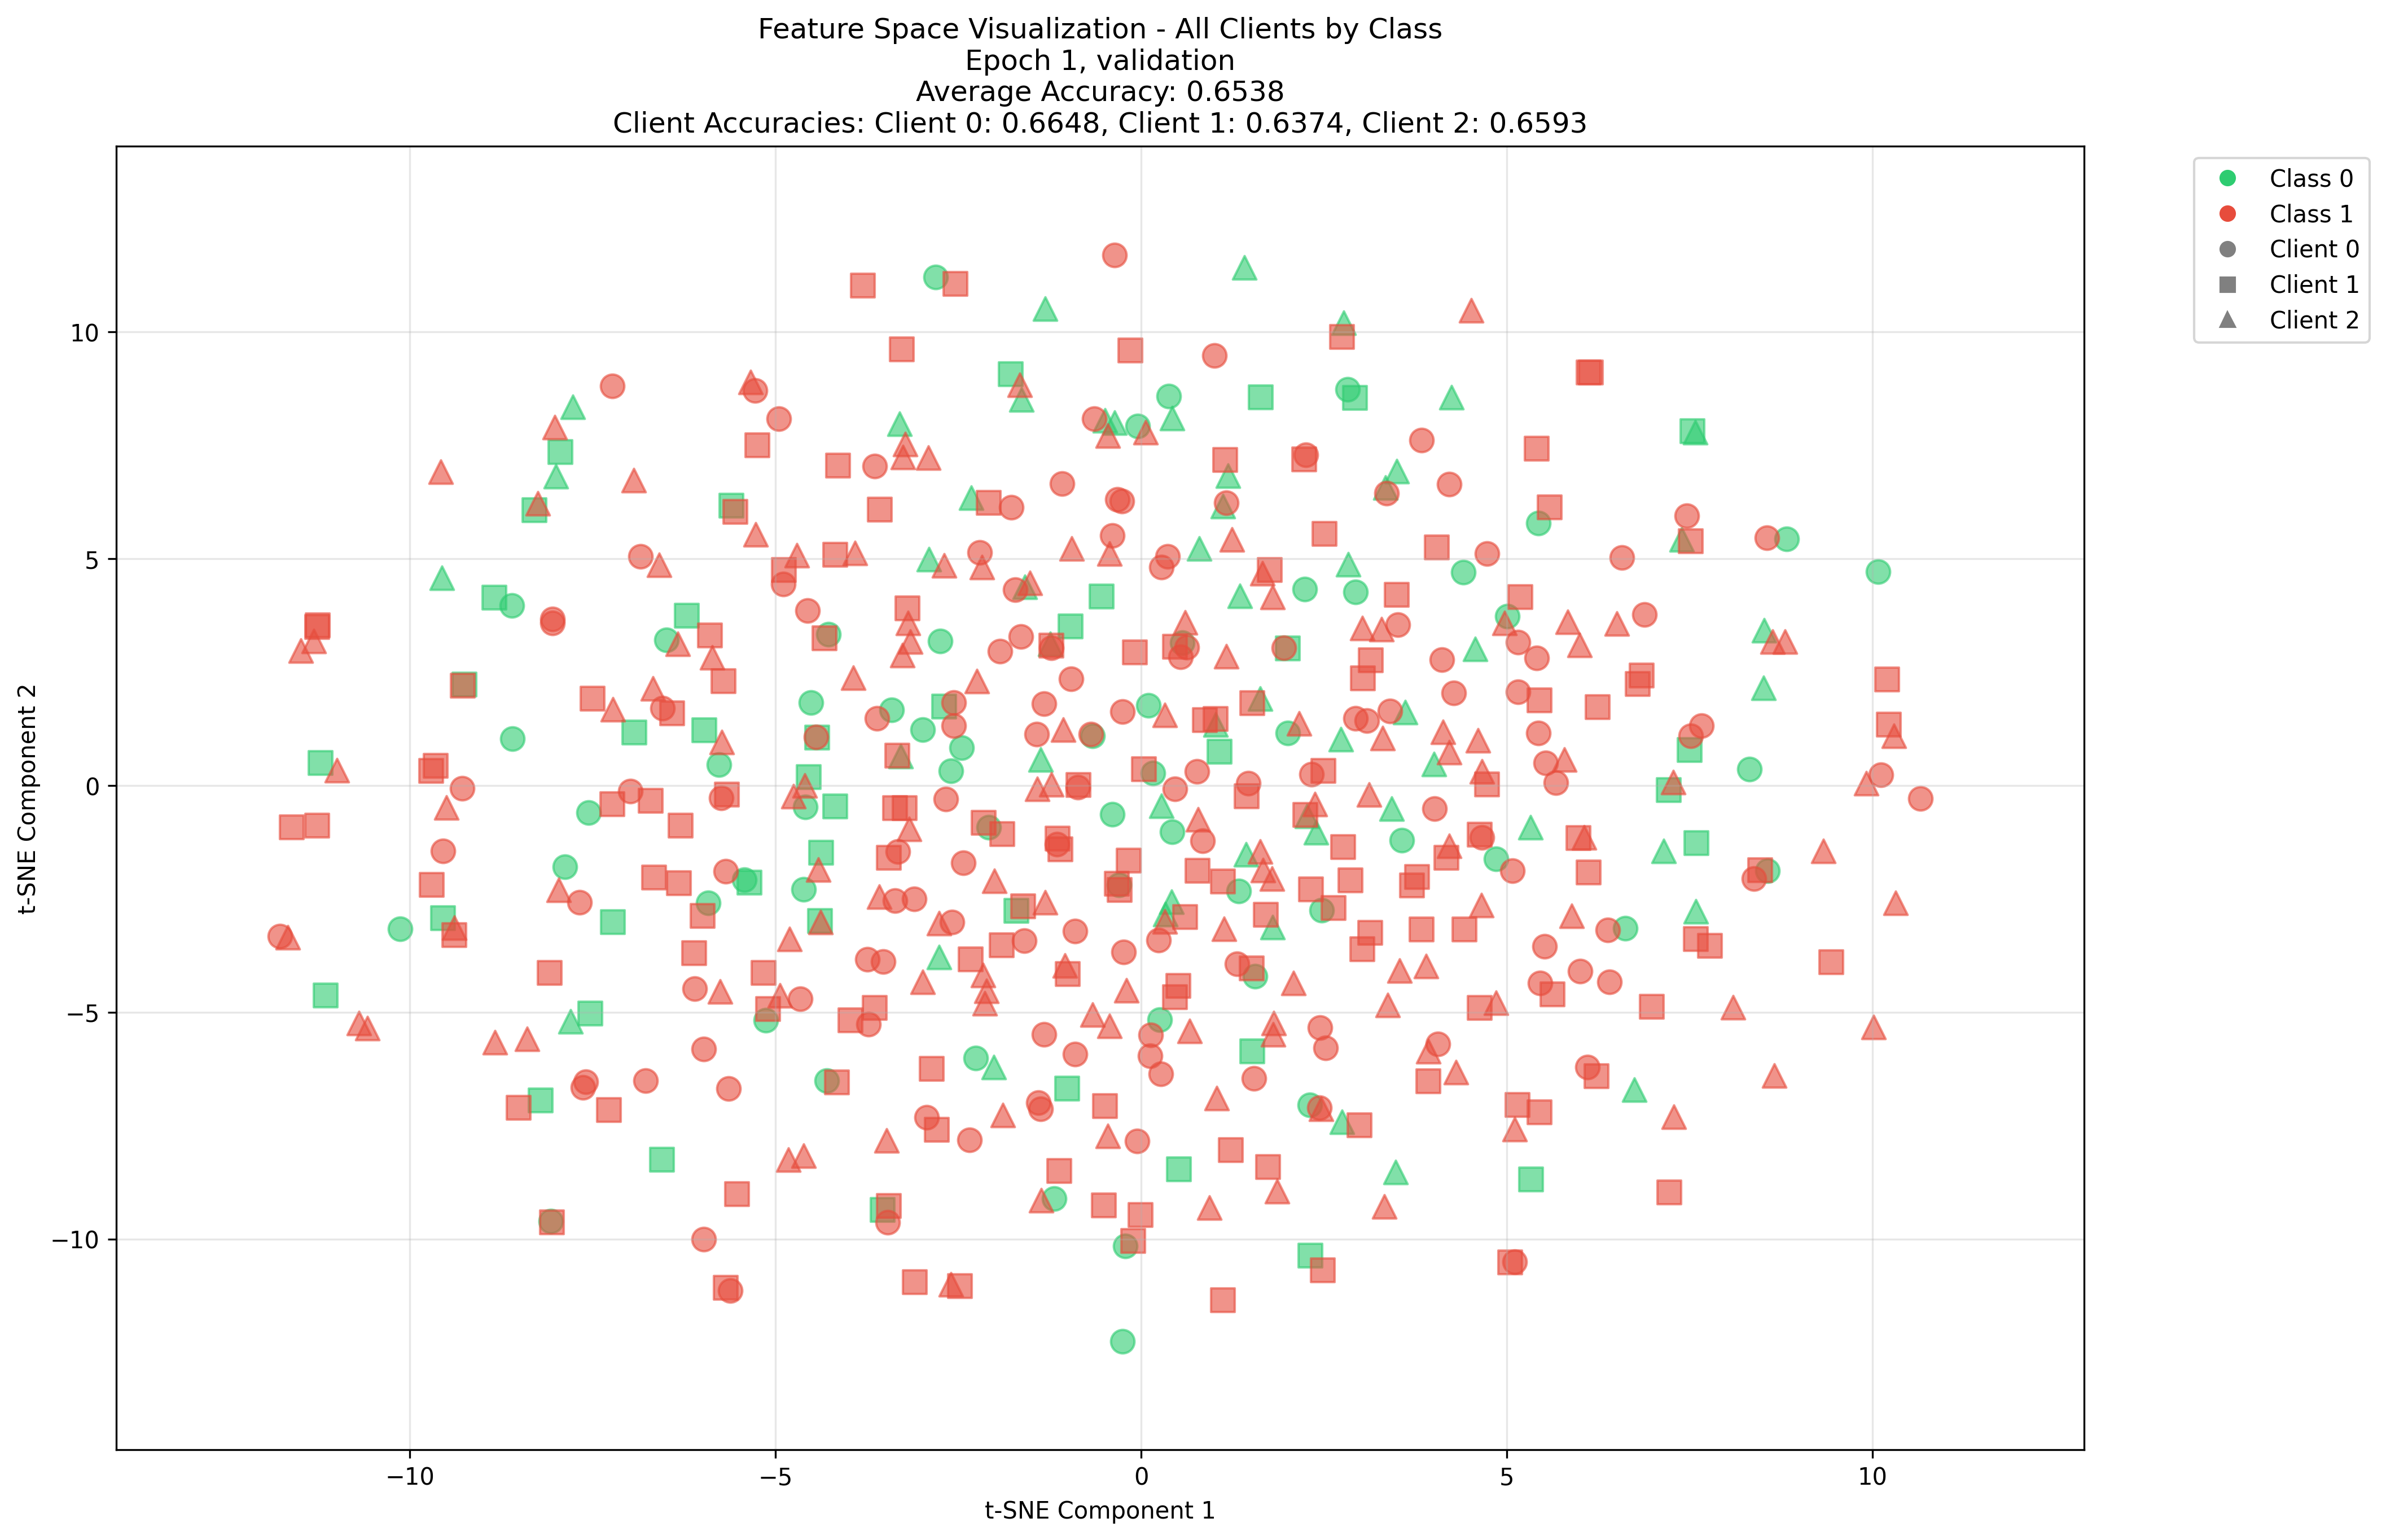 Feature Space Visualization - All Clients by Class
Epoch 1, validation
Average Accuracy: 0.6538
Client Accuracies: Client 0: 0.6648, Client 1: 0.6374, Client 2: 0.6593
Class 0
Class 1
Client 0
Client 1
Client 2
t-SNE Component 2
10
5
0
−5
−10
−10
−5
0
5
10
t-SNE Component 1